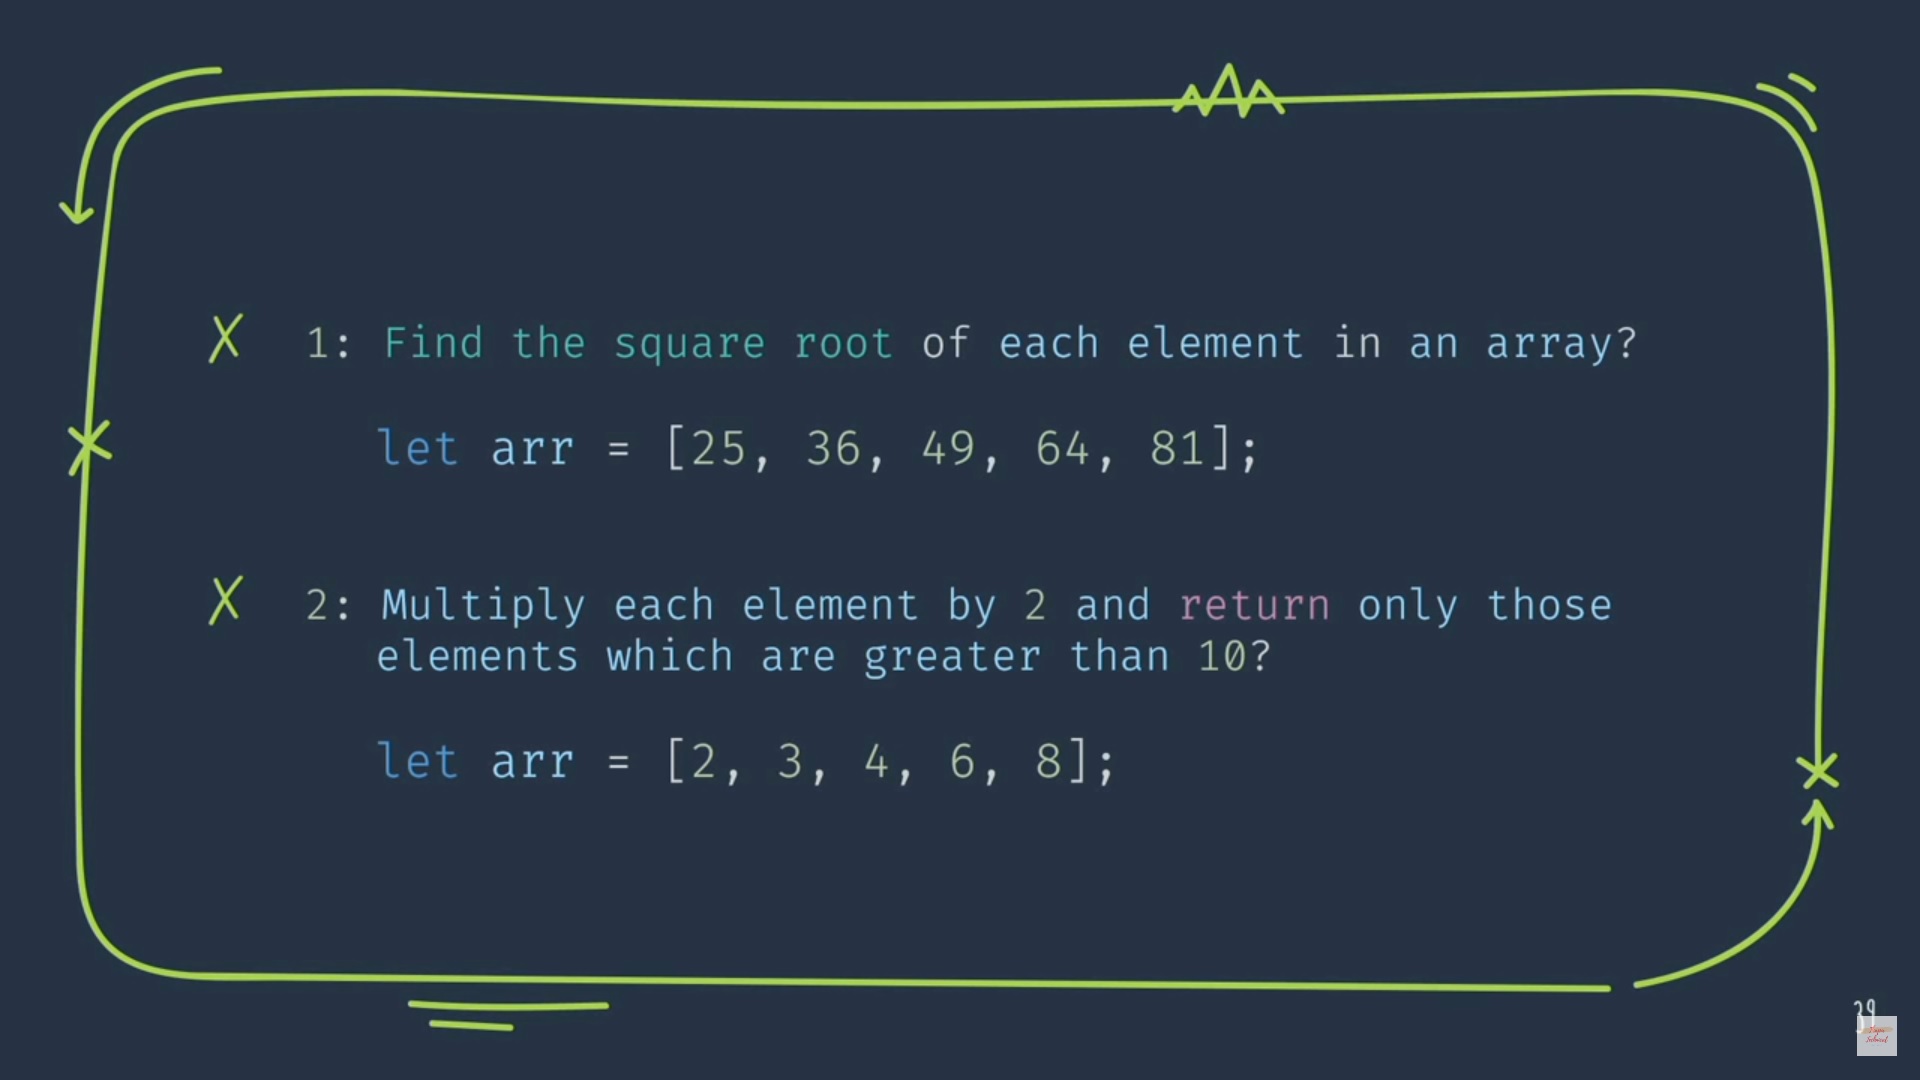 1: Find the square root of each element in an array?
let arr = [25, 36, 49, 64, 81];
2: Multiply each element by 2 and return only those
elements which are greater than 10?
let arr = [2, 3, 4, 6, 8];
39